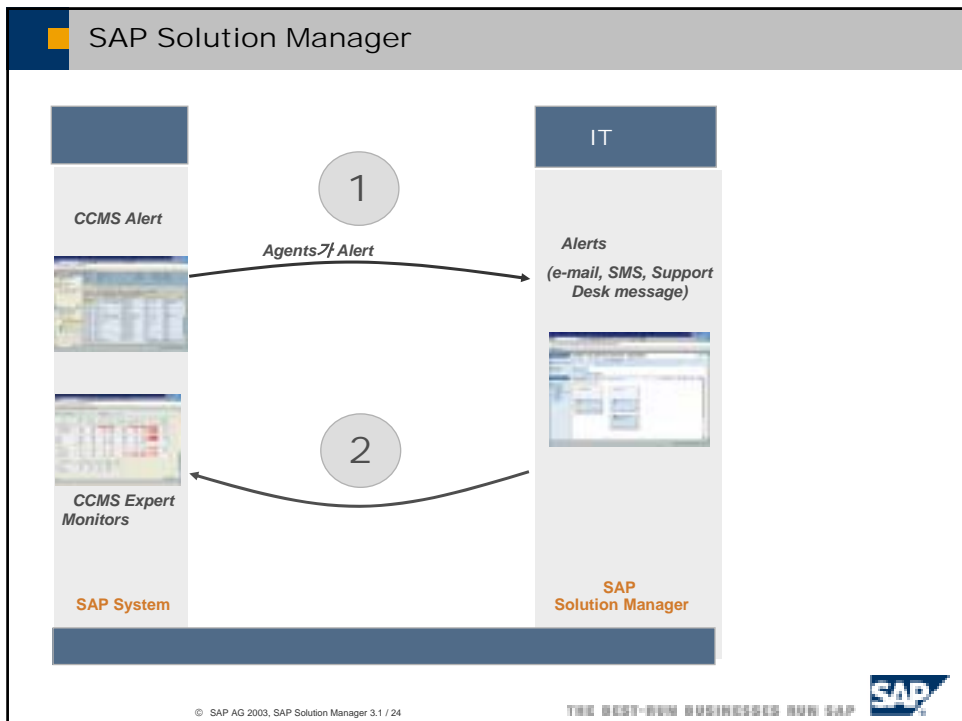 SAP Solution Manager
IT
1
CCMS Alert
Agents가 Alert
Alerts
(e-mail, SMS, Support
Desk message)
2
CCMS Expert
Monitors
SAP System
SAP
Solution Manager
© SAP AG 2003, SAP Solution Manager 3.1 / 24
THE BEST-RUN BUSINESSES RUN SAP
SAP